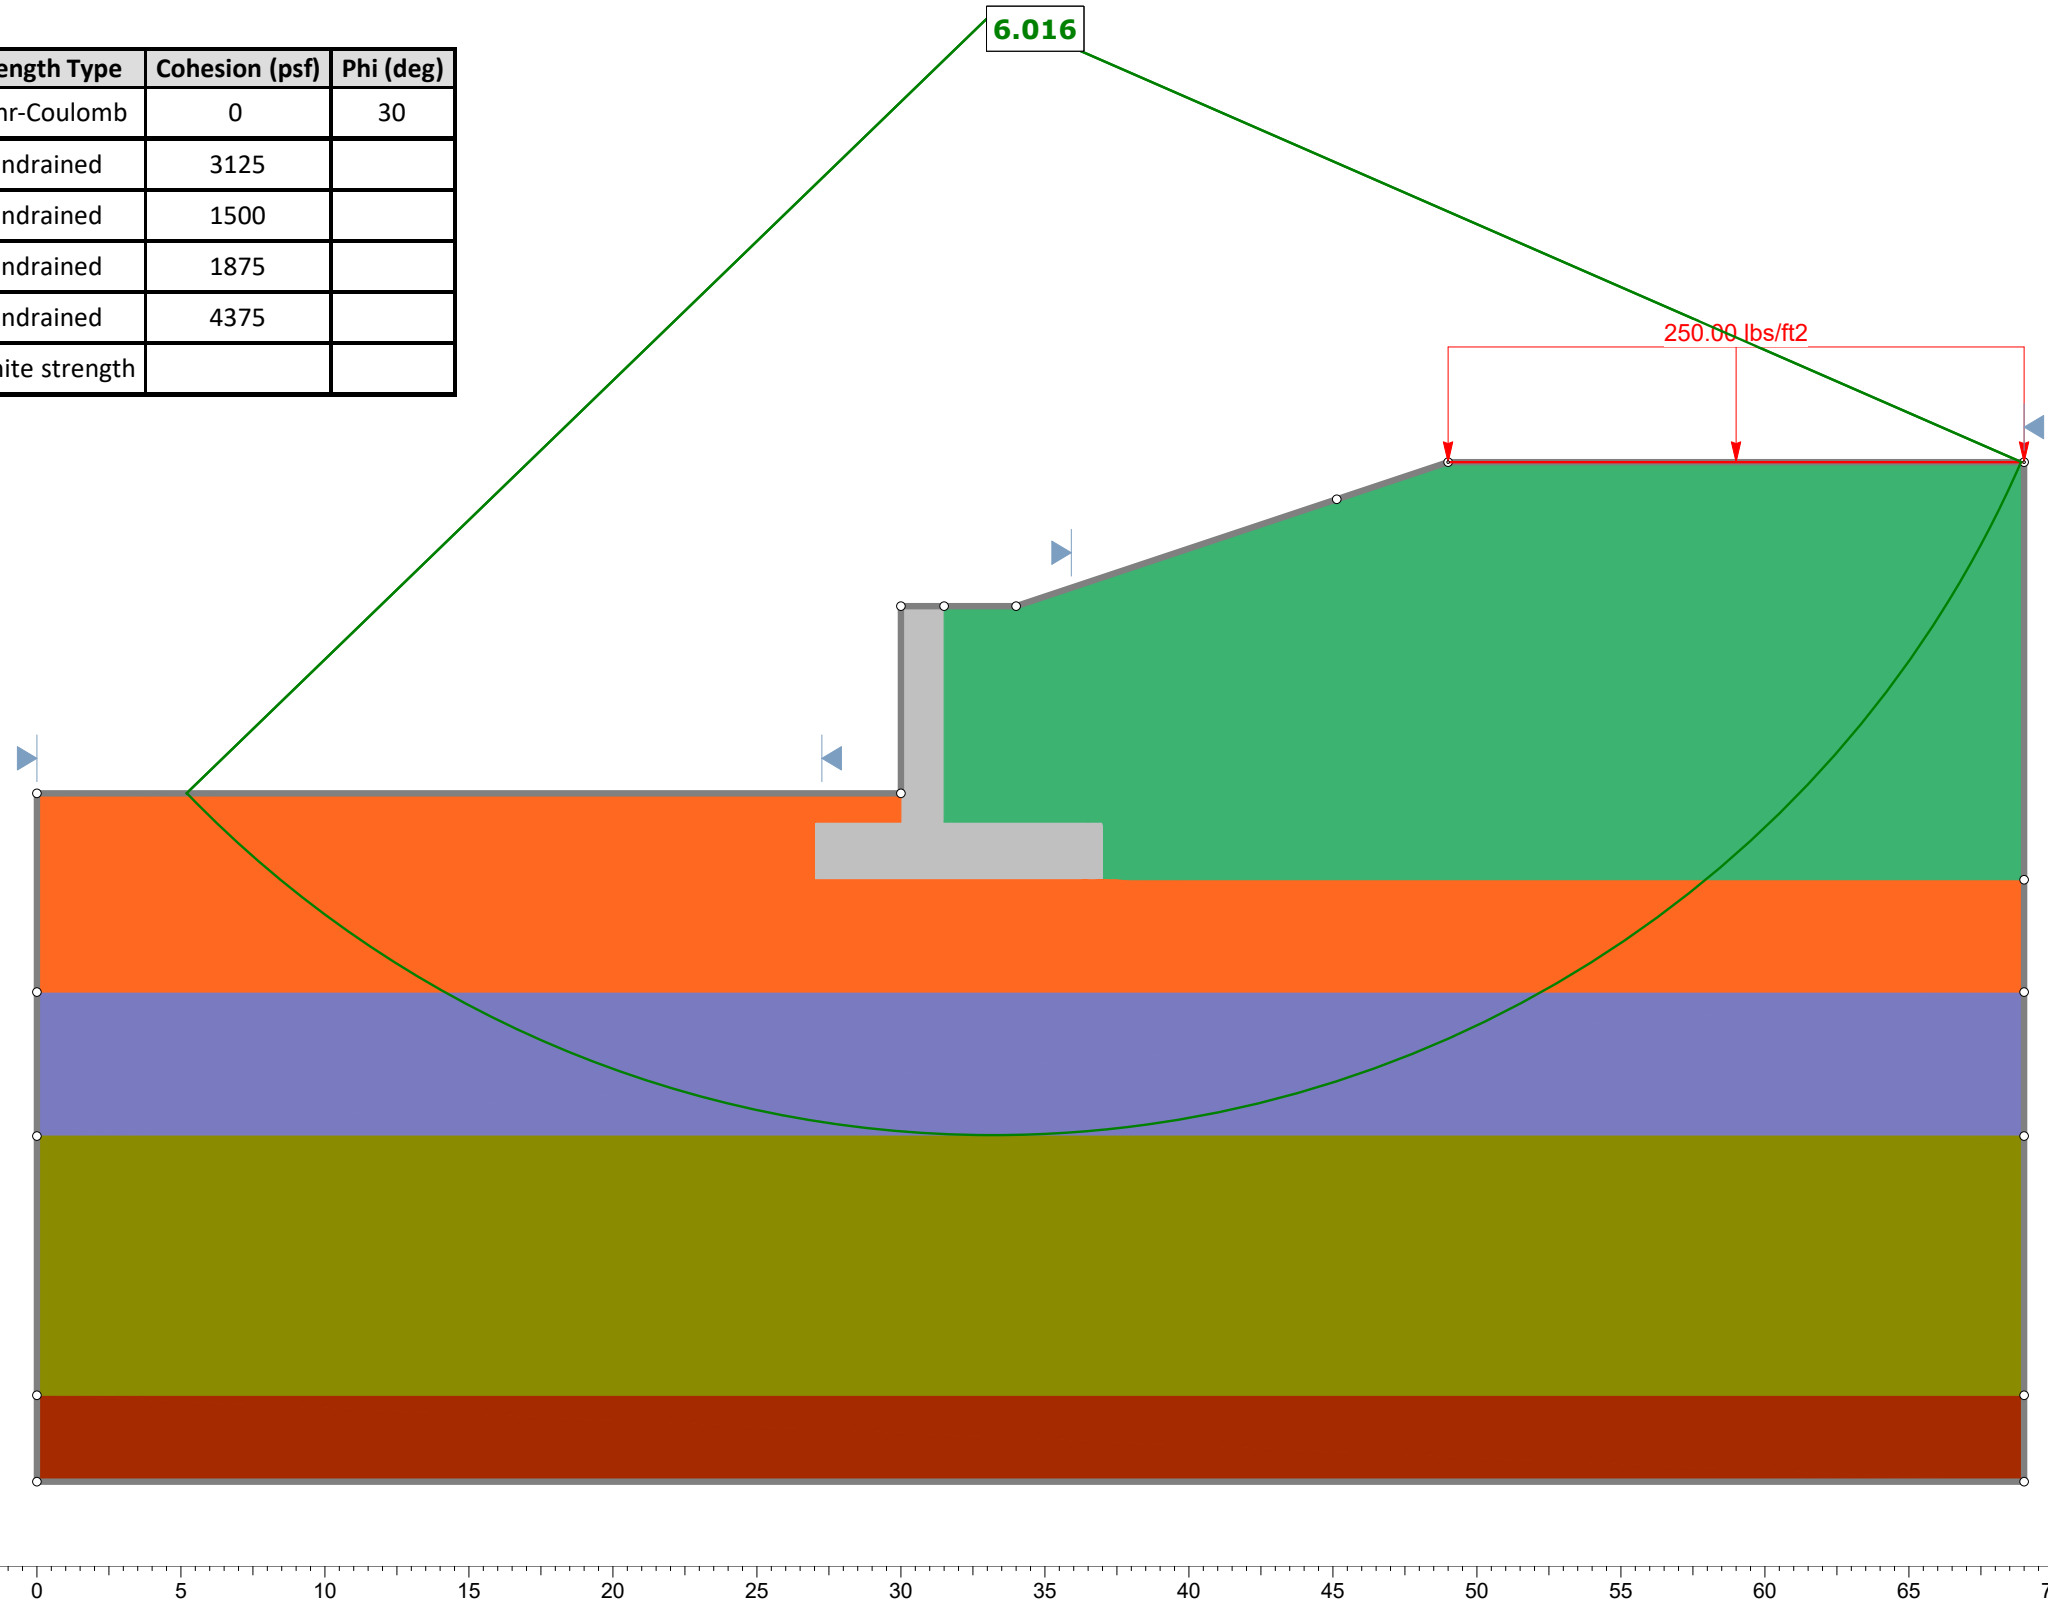 6.016
ength Type Cohesion (psf) Phi (deg)
hr-Coulomb 0 30
ndrained 3125
ndrained 1500
ndrained 1875
ndrained 4375
nite strength
250.00 lbs/ft2
0 5 10 15 20 25 30 35 40 45 50 55 60 65 7